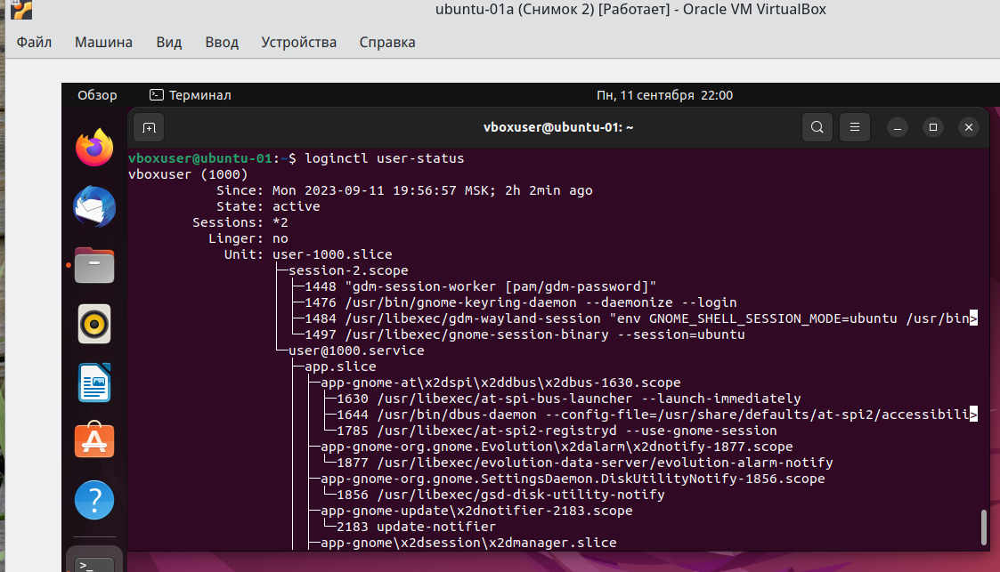 ubuntu-01a (Снимок 2) [Работает] - Oracle VM VirtualBox
Файл Машина Вид Ввод Устройства Справка
Обзор Терминал Пн, 11 сентября 22:00
vboxuser@ubuntu-01: ~
vboxuser@ubuntu-01:~$ loginctl user-status
vboxuser (1000)
Since: Mon 2023-09-11 19:56:57 MSK; 2h 2min ago
State: active
Sessions: *2
Linger: no
Unit: user-1000.slice
├─session-2.scope
│ ├─1448 "gdm-session-worker [pam/gdm-password]"
│ ├─1476 /usr/bin/gnome-keyring-daemon --daemonize --login
│ ├─1484 /usr/libexec/gdm-wayland-session "env GNOME_SHELL_SESSION_MODE=ubuntu /usr/bin>
│ └─1497 /usr/libexec/gnome-session-binary --session=ubuntu
└─user@1000.service
├─app.slice
│ ├─app-gnome-at\x2dspi\x2ddbus\x2dbus-1630.scope
│ │ ├─1630 /usr/libexec/at-spi-bus-launcher --launch-immediately
│ │ ├─1644 /usr/bin/dbus-daemon --config-file=/usr/share/defaults/at-spi2/accessibili>
│ │ └─1785 /usr/libexec/at-spi2-registryd --use-gnome-session
│ ├─app-gnome-org.gnome.Evolution\x2dalarm\x2dnotify-1877.scope
│ │ └─1877 /usr/libexec/evolution-data-server/evolution-alarm-notify
│ ├─app-gnome-org.gnome.SettingsDaemon.DiskUtilityNotify-1856.scope
│ │ └─1856 /usr/libexec/gsd-disk-utility-notify
│ ├─app-gnome-update\x2dnotifier-2183.scope
│ │ └─2183 update-notifier
│ ├─app-gnome\x2dsession\x2dmanager.slice